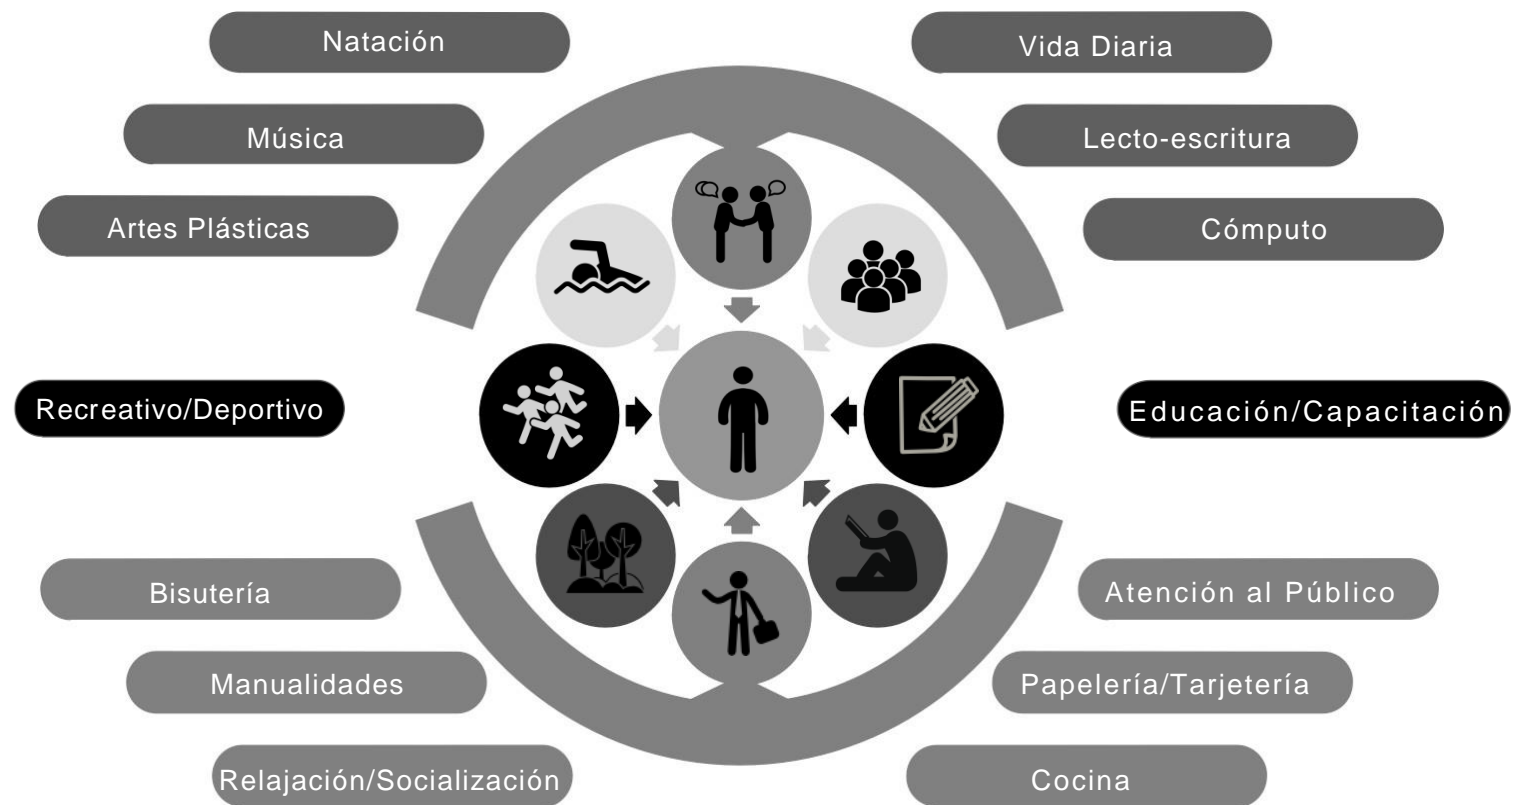 Natación
Vida Diaria
Música
Lecto-escritura
Artes Plásticas
Cómputo
Recreativo/Deportivo
Educación/Capacitación
Bisutería
Atención al Público
Manualidades
Papelería/Tarjetería
Relajación/Socialización
Cocina